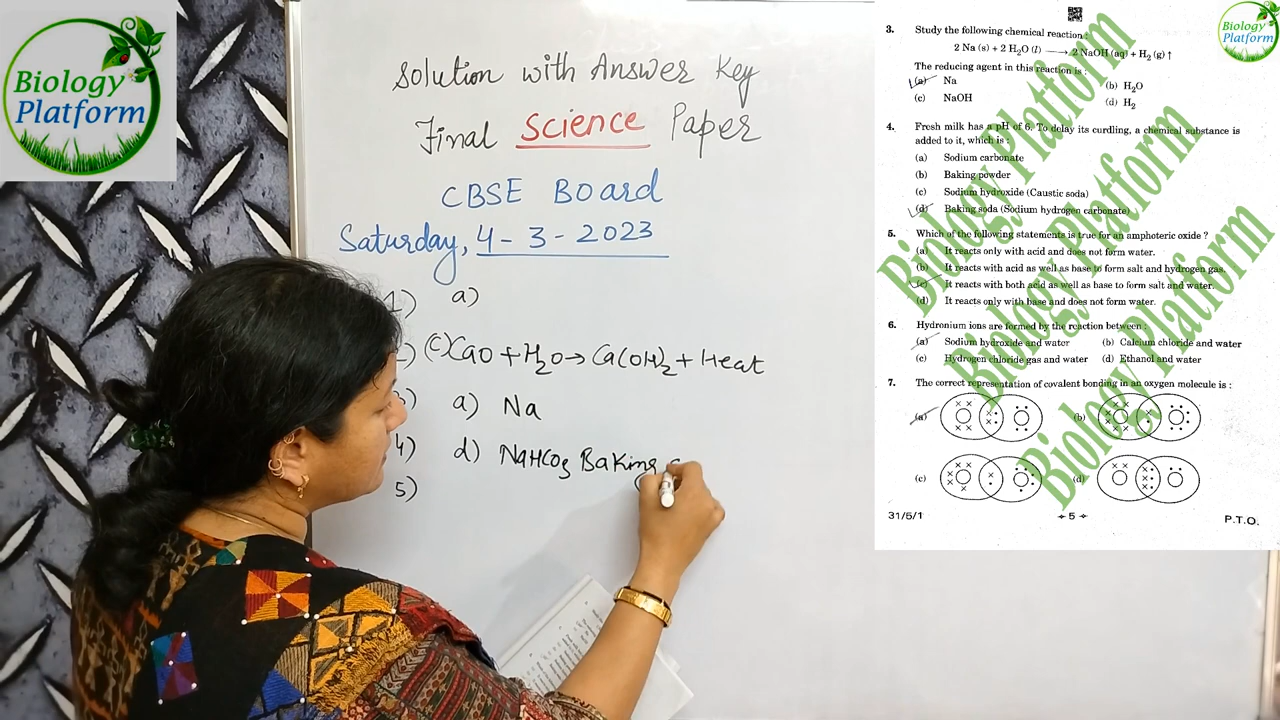 Biology
Platform
Solution with Answer Key
Final Science Paper
CBSE Board
Saturday, 4-3-2023
1) a)
(c) CaO + H2O → Ca(OH)2 + Heat
3) a) Na
4) d) NaHCO3 Baking
5)
Biology
Platform
3. Study the following chemical reaction :
2 Na (s) + 2 H2O (l) ⟶ 2 NaOH (aq) + H2 (g) ↑
The reducing agent in this reaction is :
(a) Na (b) H2O
(c) NaOH (d) H2
4. Fresh milk has a pH of 6. To delay its curdling, a chemical substance is
added to it, which is :
(a) Sodium carbonate
(b) Baking powder
(c) Sodium hydroxide (Caustic soda)
(d) Baking soda (Sodium hydrogen carbonate)
5. Which of the following statements is true for an amphoteric oxide ?
(a) It reacts only with acid and does not form water.
(b) It reacts with acid as well as base to form salt and hydrogen gas.
(c) It reacts with both acid as well as base to form salt and water.
(d) It reacts only with base and does not form water.
6. Hydronium ions are formed by the reaction between :
(a) Sodium hydroxide and water (b) Calcium chloride and water
(c) Hydrogen chloride gas and water (d) Ethanol and water
7. The correct representation of covalent bonding in an oxygen molecule is :
(a) (b)
(c) (d)
31/5/1 5 P.T.O.
Biology Platform
Biology Platform
Biology Platform